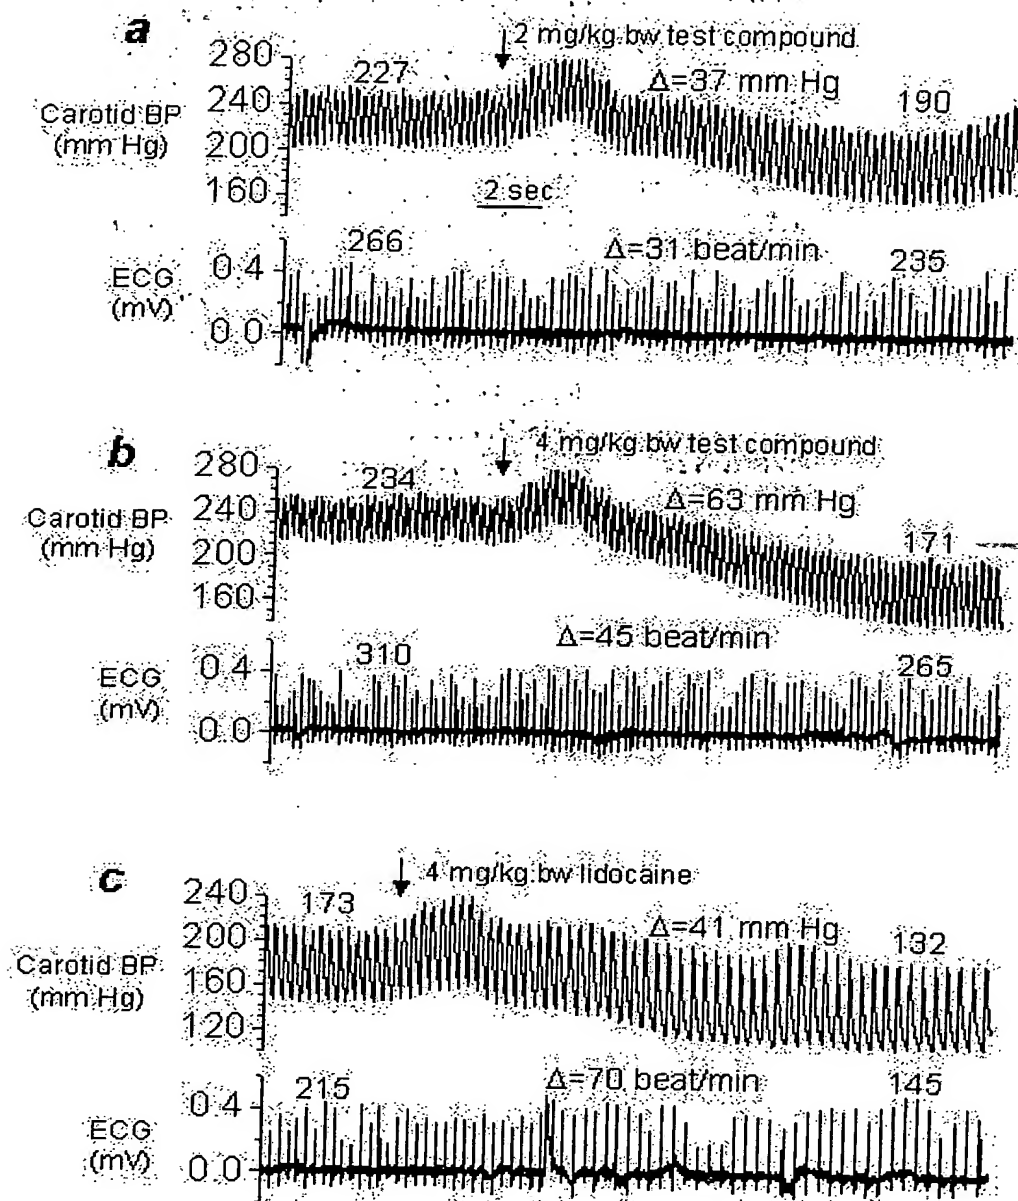 a
2 mg/kg bw test compound
280
227
Δ=37 mm Hg
190
Carotid BP
(mm Hg)
240
200
160
2 sec
266
Δ=31 beat/min
235
ECG
(mV)
0.4
0.0
b
4 mg/kg bw test compound
280
234
Δ=63 mm Hg
171
Carotid BP
(mm Hg)
240
200
160
310
Δ=45 beat/min
265
ECG
(mV)
0.4
0.0
c
4 mg/kg bw lidocaine
240
173
Δ=41 mm Hg
132
Carotid BP
(mm Hg)
200
160
120
215
Δ=70 beat/min
145
ECG
(mV)
0.4
0.0